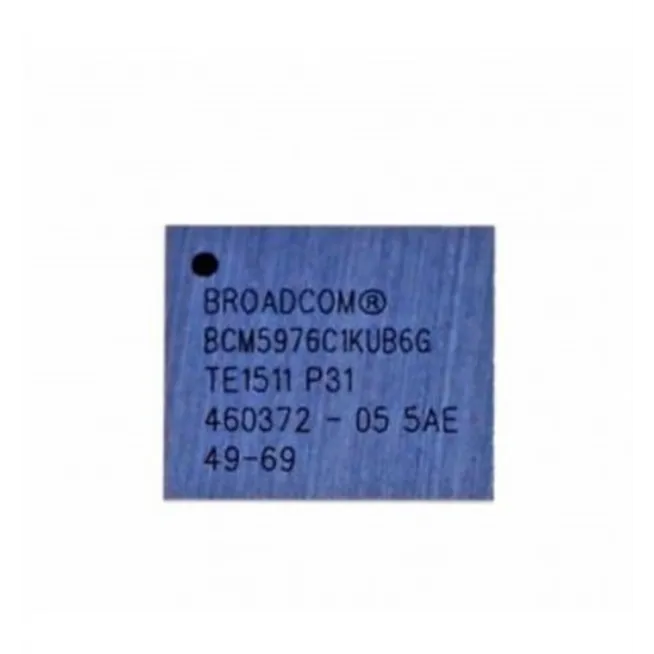 BROADCOM®
BCM5976C1KUB6G
TE1511 P31
460372 - 05 5AE
49-69